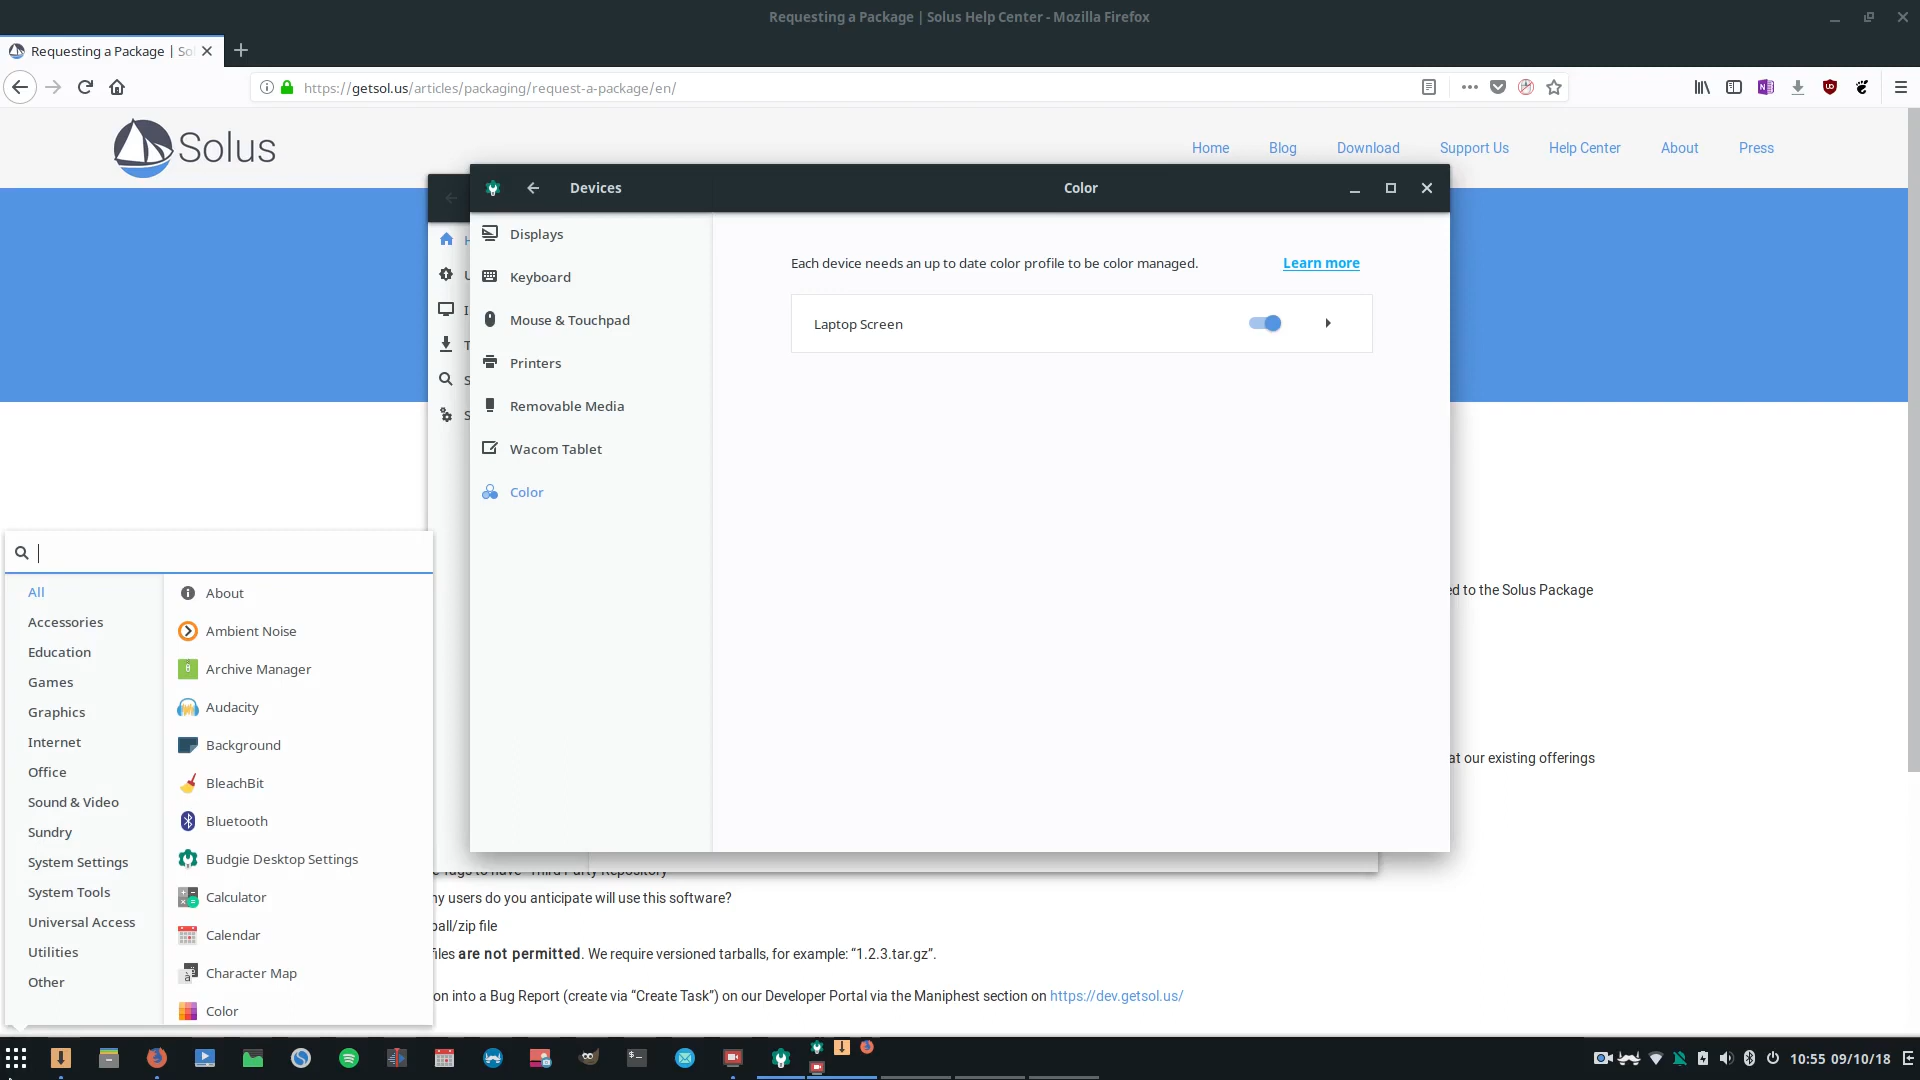 Requesting a Package | Solus Help Center - Mozilla Firefox
Requesting a Package | So
https://getsol.us/articles/packaging/request-a-package/en/
Solus
Home
Blog
Download
Support Us
Help Center
About
Press
Devices
Color
Displays
Keyboard
Mouse & Touchpad
Printers
Removable Media
Wacom Tablet
Color
Each device needs an up to date color profile to be color managed.
Learn more
Laptop Screen
ed to the Solus Package
at our existing offerings
All
Accessories
Education
Games
Graphics
Internet
Office
Sound & Video
Sundry
System Settings
System Tools
Universal Access
Utilities
Other
About
Ambient Noise
Archive Manager
Audacity
Background
BleachBit
Bluetooth
Budgie Desktop Settings
Calculator
Calendar
Character Map
Color
ny users do you anticipate will use this software?
ball/zip file
files are not permitted. We require versioned tarballs, for example: “1.2.3.tar.gz”.
on into a Bug Report (create via “Create Task”) on our Developer Portal via the Maniphest section on https://dev.getsol.us/
10:55 09/10/18